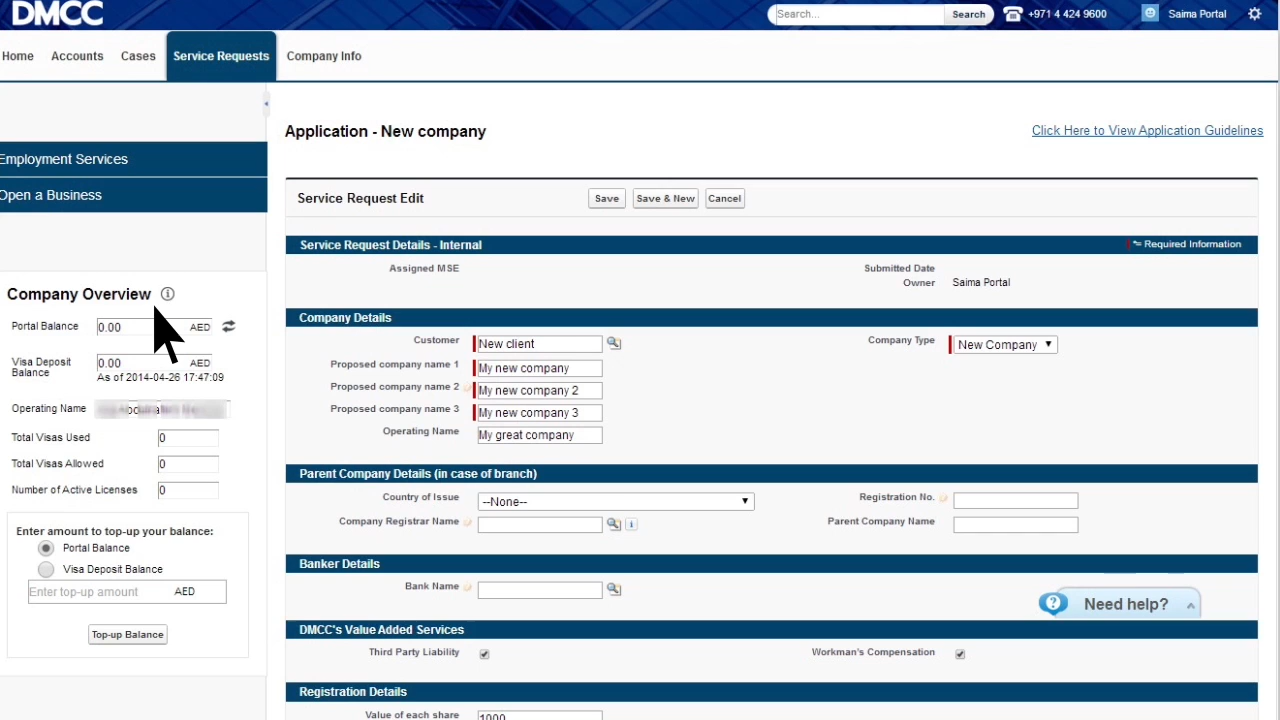 DMCC
Search...
Search
+971 4 424 9600
Saima Portal
Home
Accounts
Cases
Service Requests
Company Info
Application - New company
Click Here to View Application Guidelines
Employment Services
Open a Business
Company Overview
Portal Balance 0.00 AED
Visa Deposit Balance 0.00 AED
As of 2014-04-26 17:47:09
Operating Name
Total Visas Used 0
Total Visas Allowed 0
Number of Active Licenses 0
Enter amount to top-up your balance:
Portal Balance
Visa Deposit Balance
Enter top-up amount AED
Top-up Balance
Service Request Edit
Save
Save & New
Cancel
Service Request Details - Internal
*= Required Information
Assigned MSE
Submitted Date
Owner Saima Portal
Company Details
Customer New client
Company Type New Company
Proposed company name 1 My new company
Proposed company name 2 My new company 2
Proposed company name 3 My new company 3
Operating Name My great company
Parent Company Details (in case of branch)
Country of Issue --None--
Registration No.
Company Registrar Name
Parent Company Name
Banker Details
Bank Name
Need help?
DMCC's Value Added Services
Third Party Liability
Workman's Compensation
Registration Details
Value of each share 1000